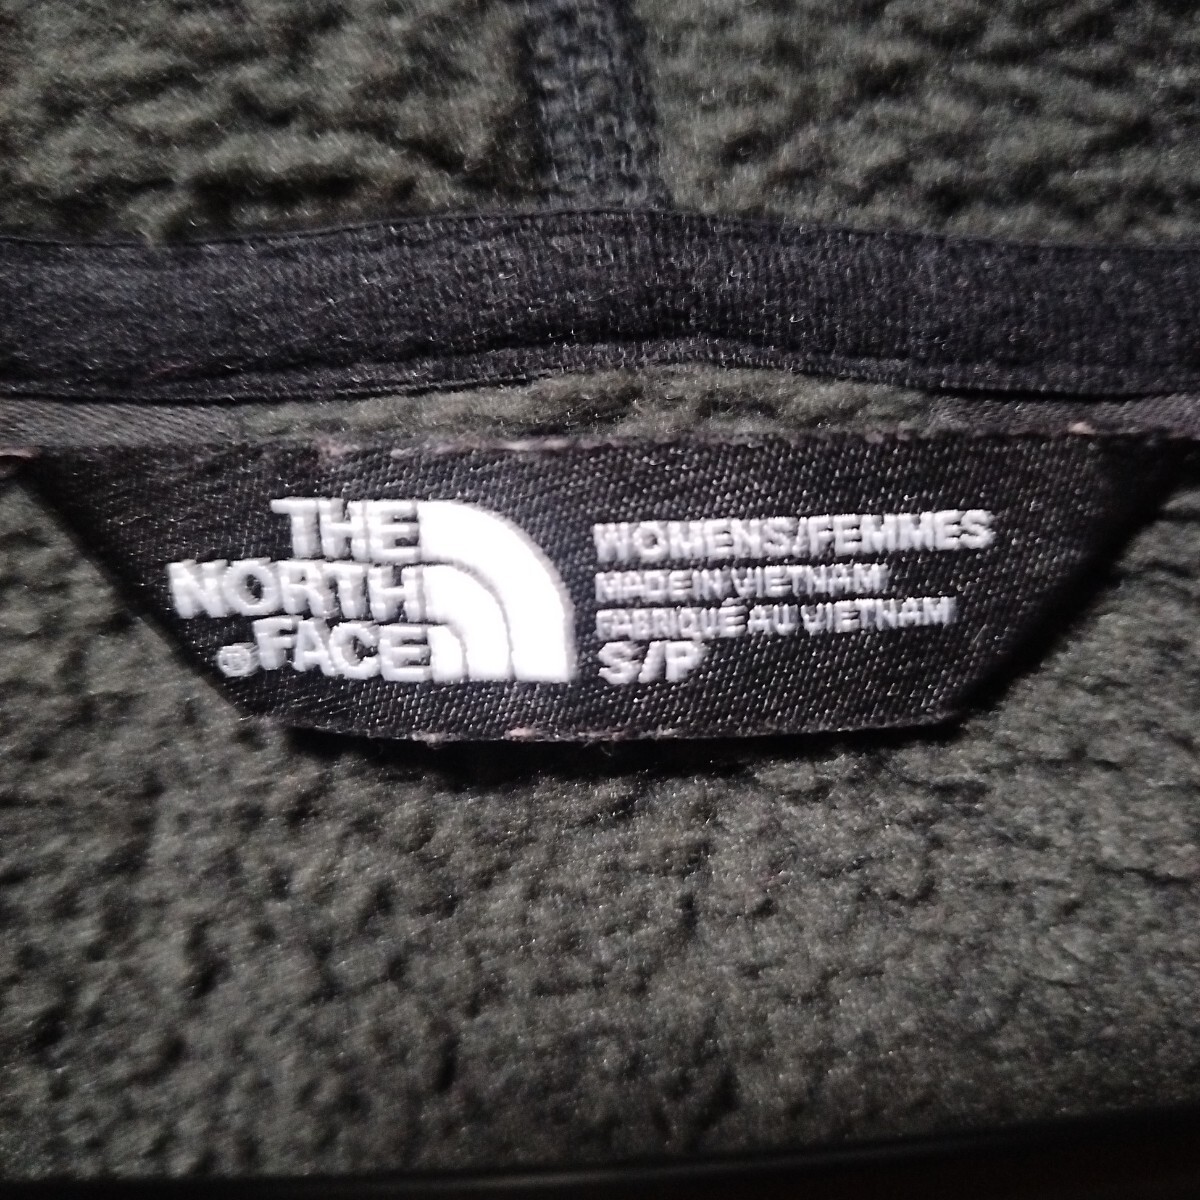 THE
NORTH
® FACE
WOMENS/FEMMES
MADE IN VIETNAM
FABRIQUÉ AU VIETNAM
S/P